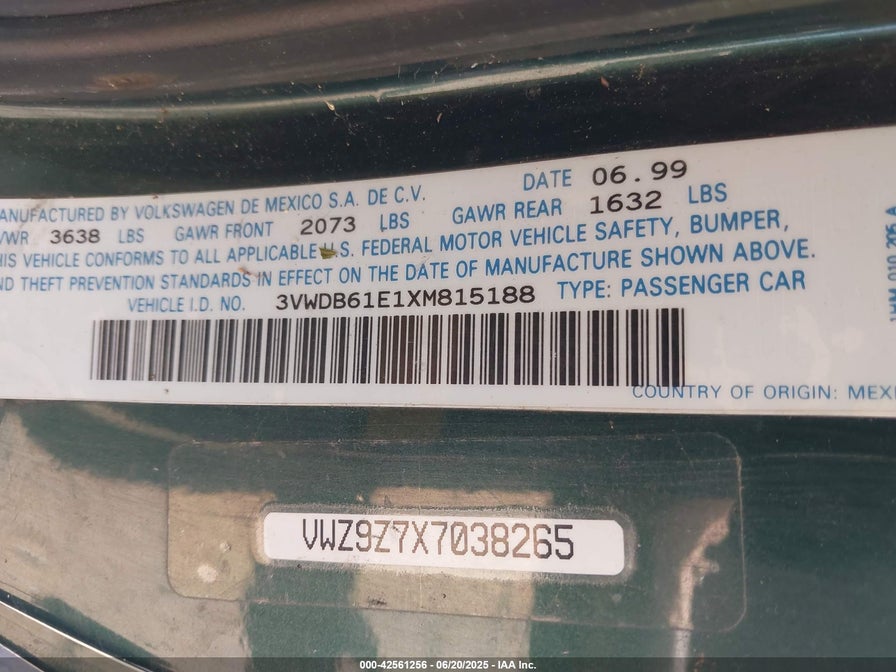 MANUFACTURED BY VOLKSWAGEN DE MEXICO S.A. DE C.V. DATE 06.99
VWR 3638 LBS GAWR FRONT 2073 LBS GAWR REAR 1632 LBS
HIS VEHICLE CONFORMS TO ALL APPLICABLE U.S. FEDERAL MOTOR VEHICLE SAFETY, BUMPER,
ND THEFT PREVENTION STANDARDS IN EFFECT ON THE DATE OF MANUFACTURE SHOWN ABOVE.
VEHICLE I.D. NO. 3VWDB61E1XM815188 TYPE: PASSENGER CAR
COUNTRY OF ORIGIN: MEXI
VWZ9Z7X7038265
000-42561256 - 06/20/2025 - IAA Inc.